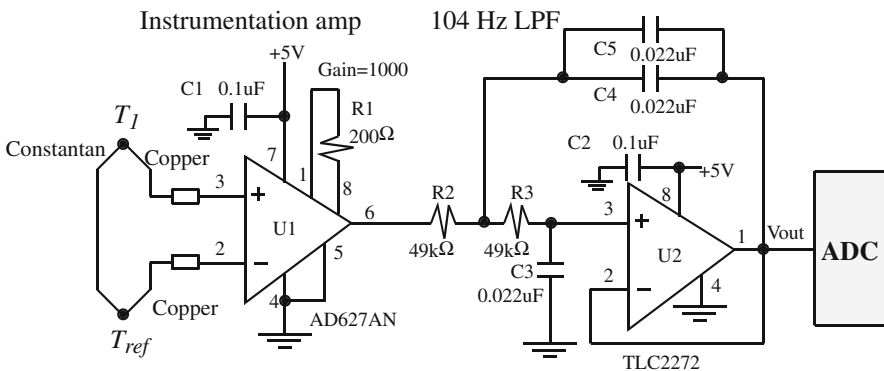 Instrumentation amp
104 Hz LPF
+5V
C1
0.1uF
Gain=1000
R1
200Ω
T1
Constantan
Copper
3
+
7
1
8
U1
6
2
−
5
4
Copper
Tref
AD627AN
R2
49kΩ
R3
49kΩ
C5
0.022uF
C4
0.022uF
C2
0.1uF
+5V
3
+
8
U2
1
Vout
ADC
2
−
4
C3
0.022uF
TLC2272